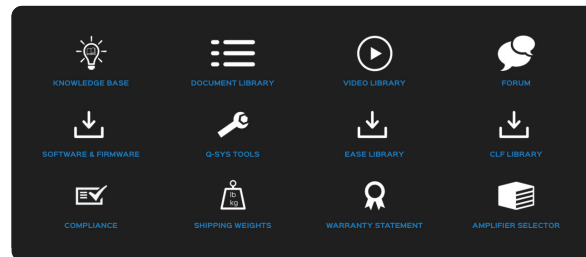 KNOWLEDGE BASE
DOCUMENT LIBRARY
VIDEO LIBRARY
FORUM
SOFTWARE & FIRMWARE
Q-SYS TOOLS
EASE LIBRARY
CLF LIBRARY
lb
kg
COMPLIANCE
SHIPPING WEIGHTS
WARRANTY STATEMENT
AMPLIFIER SELECTOR